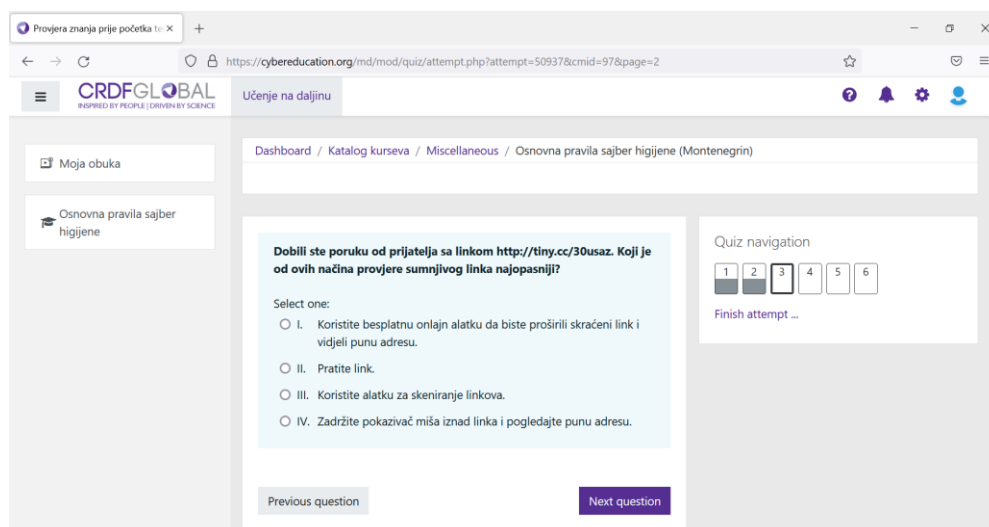 Provjera znanja prije početka te
https://cybereducation.org/md/mod/quiz/attempt.php?attempt=50937&cmid=97&page=2
CRDFGLOBAL
INSPIRED BY PEOPLE | DRIVEN BY SCIENCE
Učenje na daljinu
Moja obuka
Osnovna pravila sajber
higijene
Dashboard / Katalog kurseva / Miscellaneous / Osnovna pravila sajber higijene (Montenegrin)
Dobili ste poruku od prijatelja sa linkom http://tiny.cc/30usaz. Koji je
od ovih načina provjere sumnjivog linka najopasniji?
Select one:
I. Koristite besplatnu onlajn alatku da biste proširili skraćeni link i
vidjeli punu adresu.
II. Pratite link.
III. Koristite alatku za skeniranje linkova.
IV. Zadržite pokazivač miša iznad linka i pogledajte punu adresu.
Previous question
Next question
Quiz navigation
1 2 3 4 5 6
Finish attempt ...